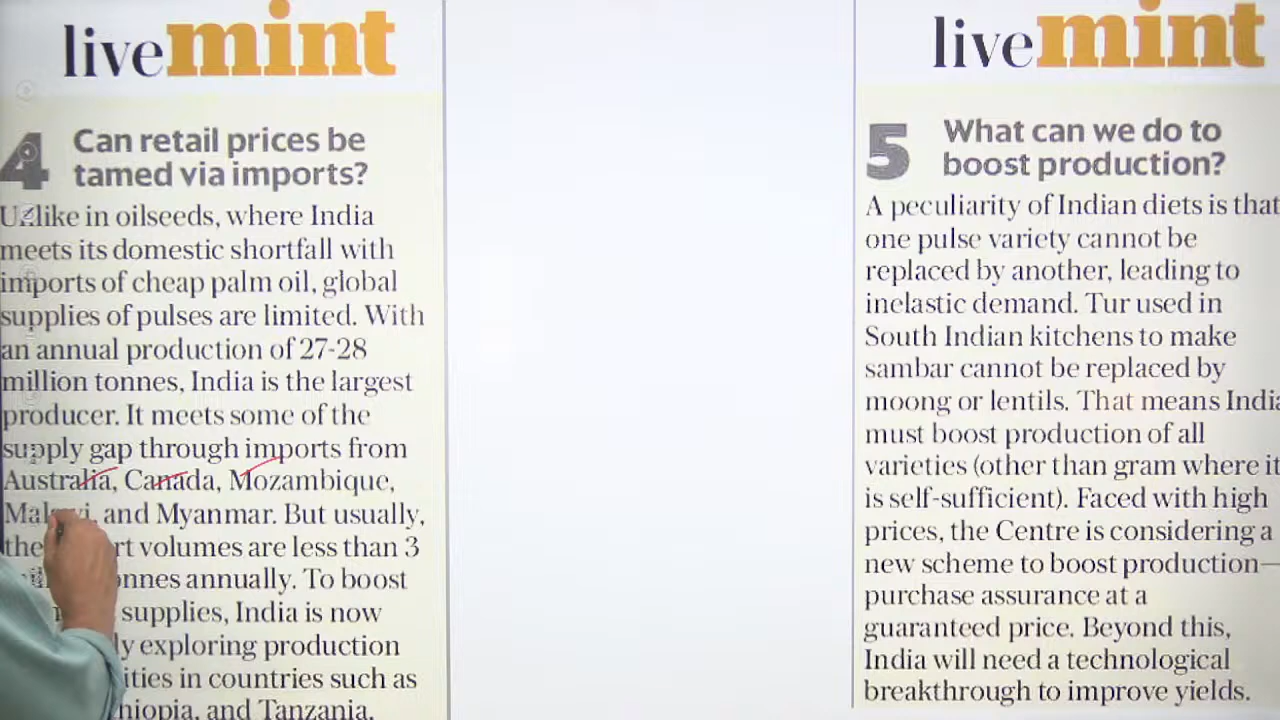 livemint
4 Can retail prices be
tamed via imports?
Unlike in oilseeds, where India
meets its domestic shortfall with
imports of cheap palm oil, global
supplies of pulses are limited. With
an annual production of 27-28
million tonnes, India is the largest
producer. It meets some of the
supply gap through imports from
Australia, Canada, Mozambique,
and Myanmar. But usually,
volumes are less than 3
annually. To boost
supplies, India is now
exploring production
in countries such as
and Tanzania,
livemint
5 What can we do to
boost production?
A peculiarity of Indian diets is that
one pulse variety cannot be
replaced by another, leading to
inelastic demand. Tur used in
South Indian kitchens to make
sambar cannot be replaced by
moong or lentils. That means India
must boost production of all
varieties (other than gram where it
is self-sufficient). Faced with high
prices, the Centre is considering a
new scheme to boost production—
purchase assurance at a
guaranteed price. Beyond this,
India will need a technological
breakthrough to improve yields.